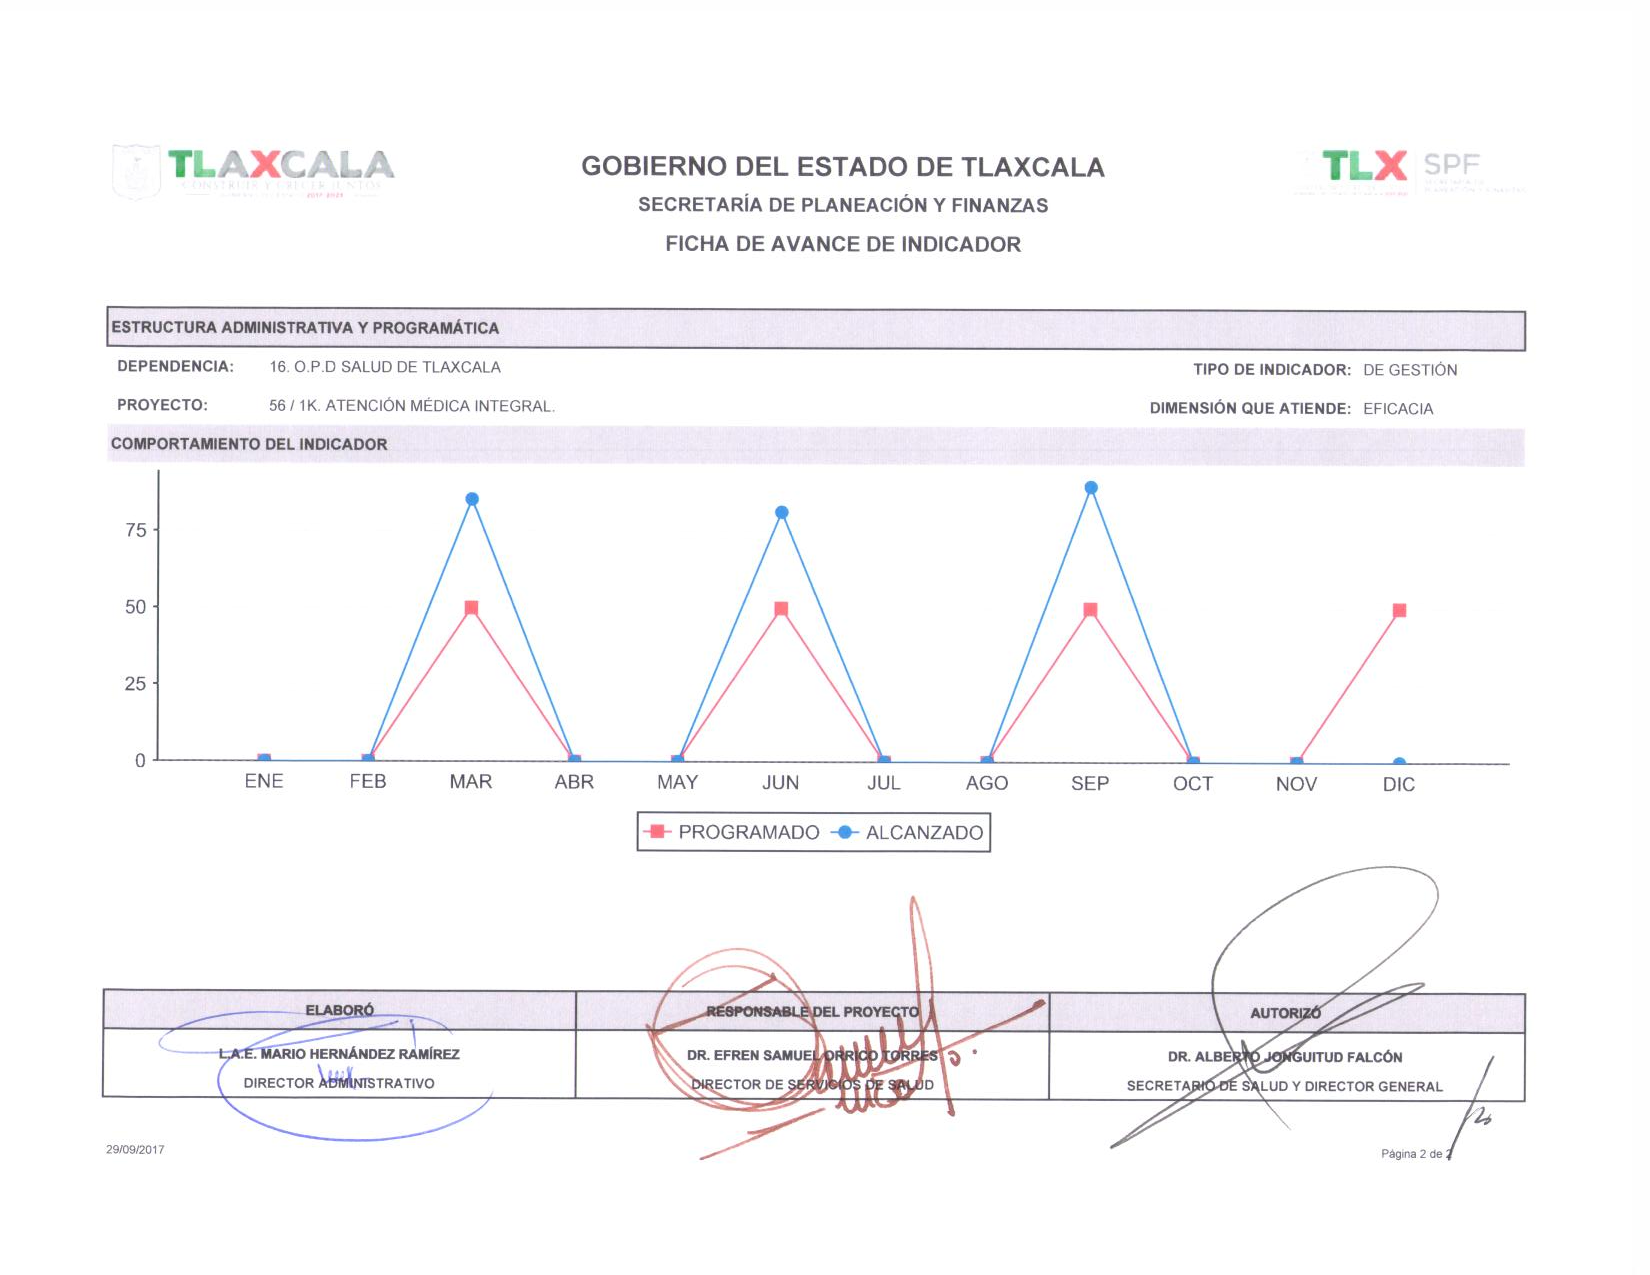 TLAXCALA
CONSTRUIR Y CRECER JUNTOS
2017-2021
GOBIERNO DEL ESTADO DE TLAXCALA
SECRETARÍA DE PLANEACIÓN Y FINANZAS
FICHA DE AVANCE DE INDICADOR
TLX SPF
ESTRUCTURA ADMINISTRATIVA Y PROGRAMÁTICA
DEPENDENCIA: 16. O.P.D SALUD DE TLAXCALA TIPO DE INDICADOR: DE GESTIÓN
PROYECTO: 56 / 1K. ATENCIÓN MÉDICA INTEGRAL. DIMENSIÓN QUE ATIENDE: EFICACIA
COMPORTAMIENTO DEL INDICADOR
75
50
25
0
ENE FEB MAR ABR MAY JUN JUL AGO SEP OCT NOV DIC
PROGRAMADO ALCANZADO
ELABORÓ RESPONSABLE DEL PROYECTO AUTORIZÓ
L.A.E. MARIO HERNÁNDEZ RAMÍREZ DR. EFREN SAMUEL ORRICO TORRES DR. ALBERTO JONGUITUD FALCÓN
DIRECTOR ADMINISTRATIVO DIRECTOR DE SERVICIOS DE SALUD SECRETARIO DE SALUD Y DIRECTOR GENERAL
29/09/2017 Página 2 de 2